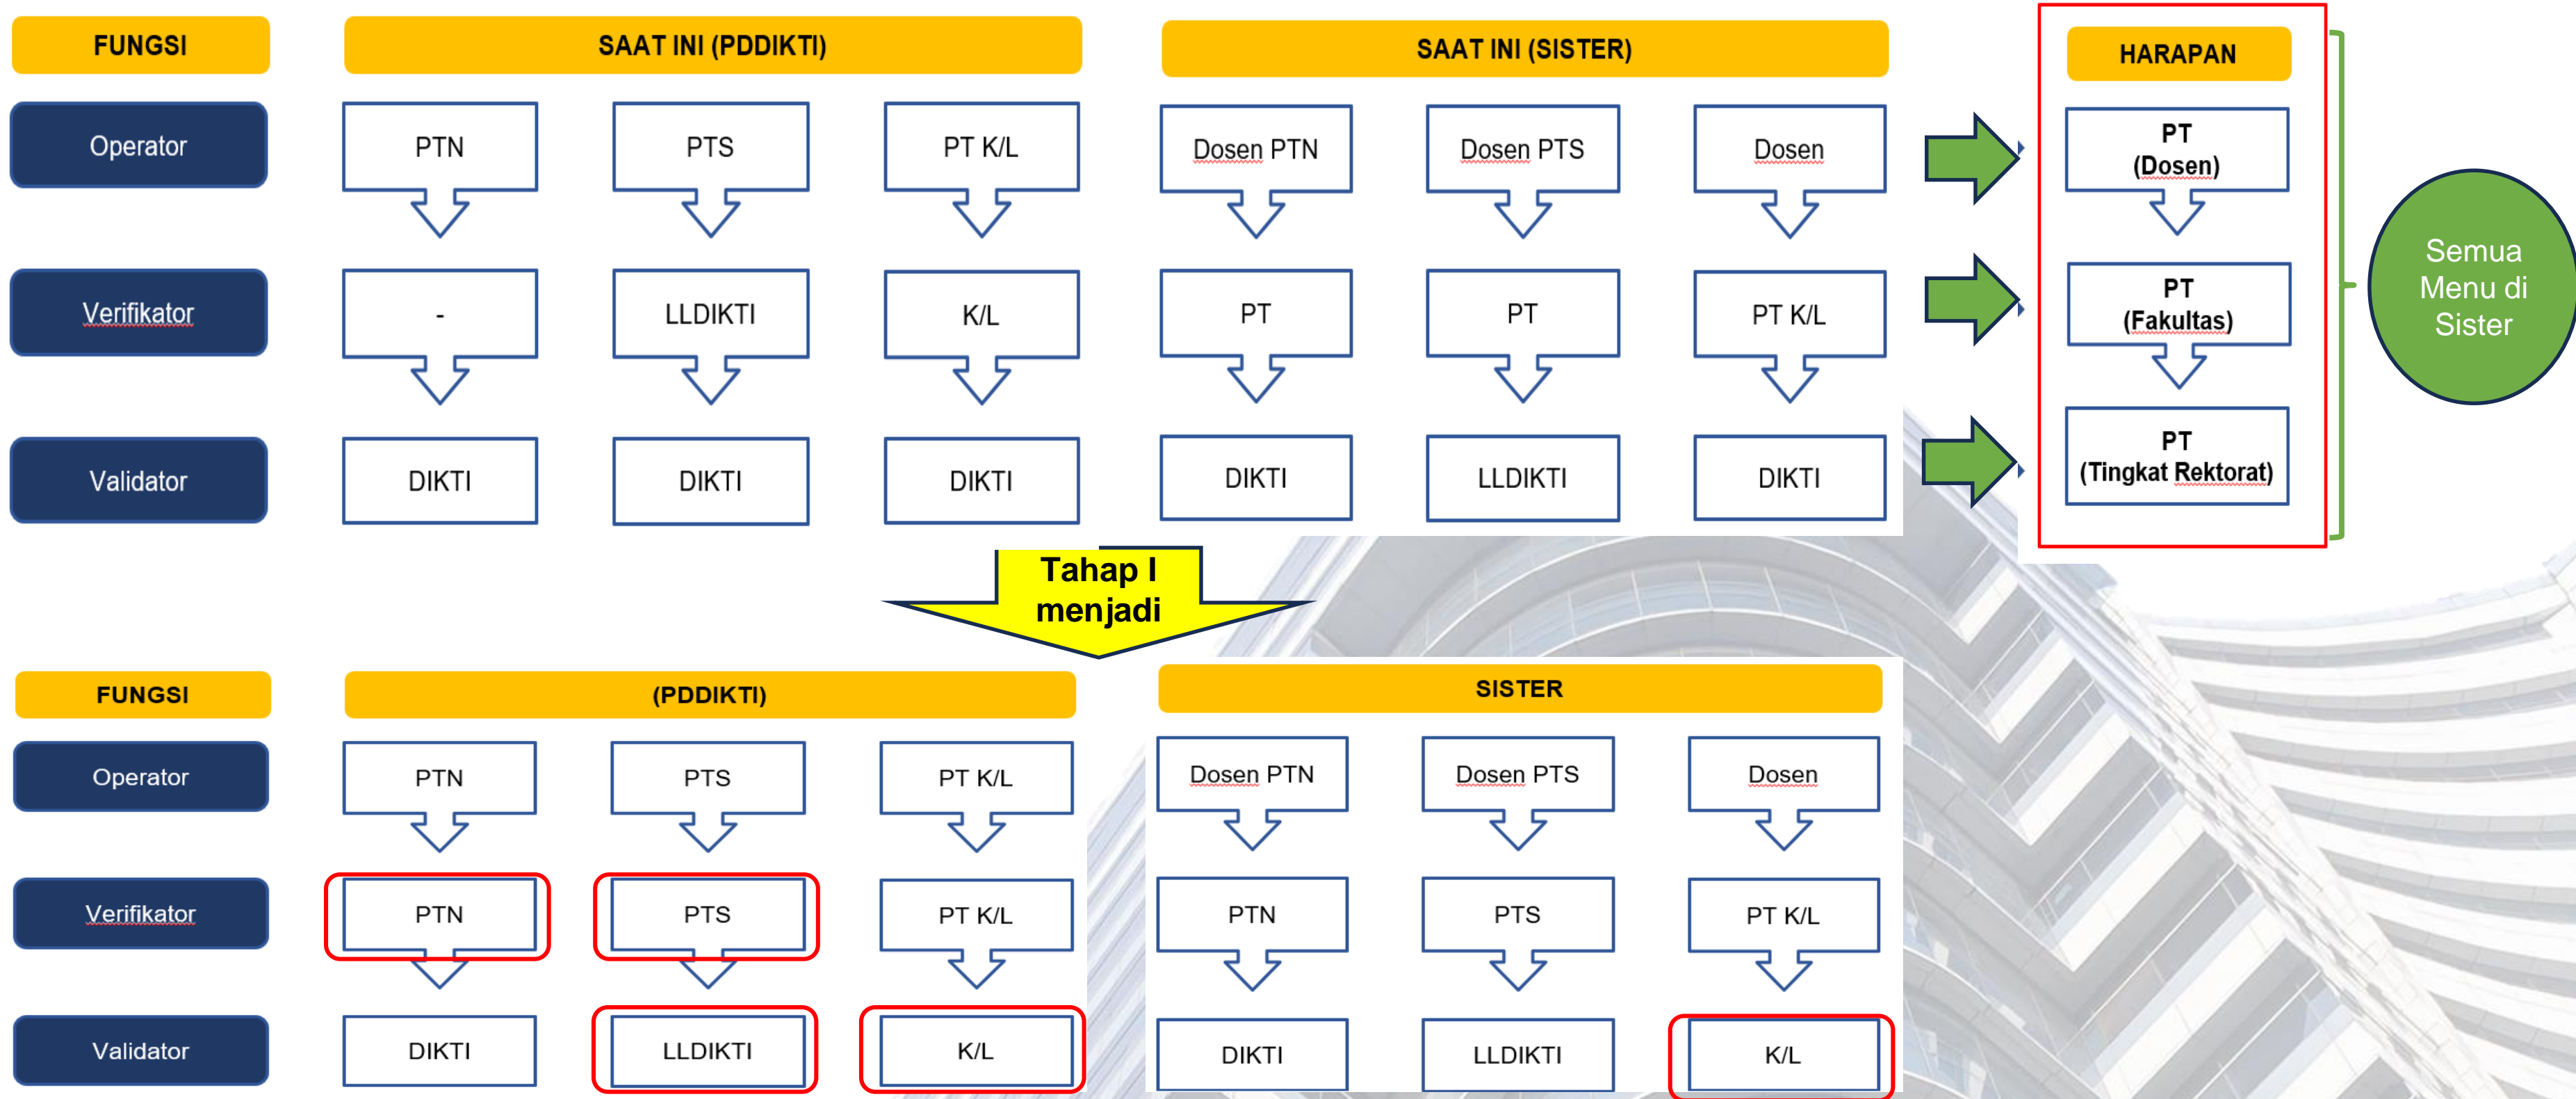 FUNGSI
SAAT INI (PDDIKTI)
SAAT INI (SISTER)
HARAPAN
Operator
PTN
PTS
PT K/L
Dosen PTN
Dosen PTS
Dosen
PT
(Dosen)
Verifikator
-
LLDIKTI
K/L
PT
PT
PT K/L
PT
(Fakultas)
Validator
DIKTI
DIKTI
DIKTI
DIKTI
LLDIKTI
DIKTI
PT
(Tingkat Rektorat)
Semua
Menu di
Sister
Tahap I
menjadi
FUNGSI
(PDDIKTI)
SISTER
Operator
PTN
PTS
PT K/L
Dosen PTN
Dosen PTS
Dosen
Verifikator
PTN
PTS
PT K/L
PTN
PTS
PT K/L
Validator
DIKTI
LLDIKTI
K/L
DIKTI
LLDIKTI
K/L